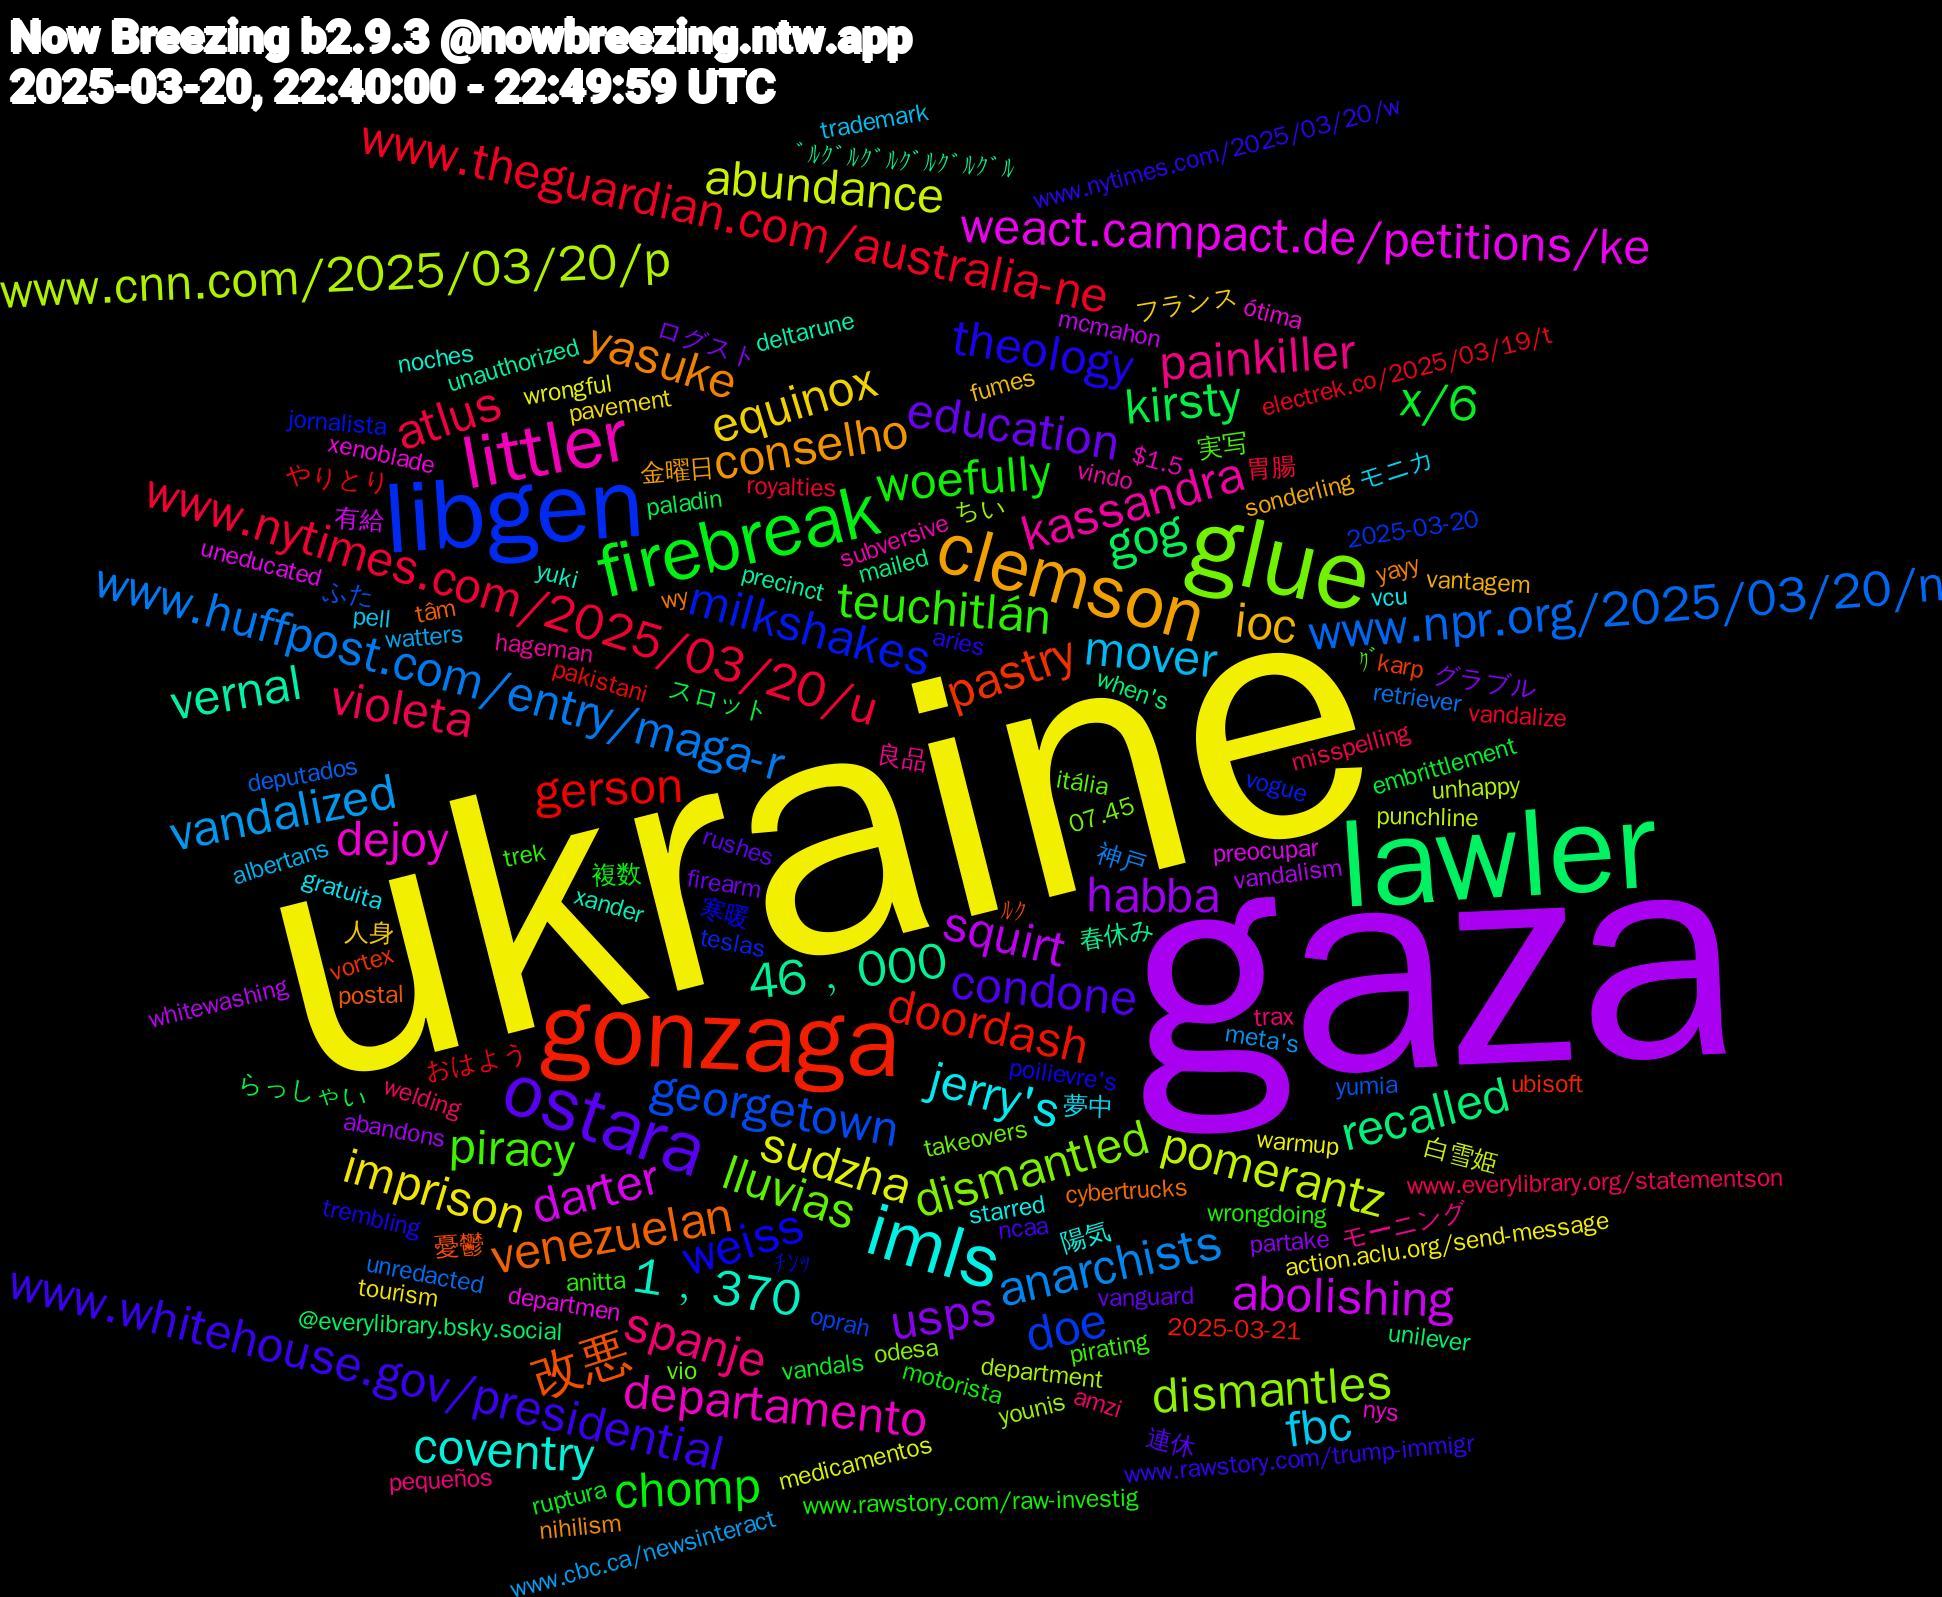 Now Breezing b2.9.3 @nowbreezing.ntw.app
2025-03-20, 22:40:00 - 22:49:59 UTC
trademark
ﾞﾙｸﾞﾙｸﾞﾙｸﾞﾙｸﾞﾙｸﾞﾙ
www.nytimes.com/2025/03/20/w
www.theguardian.com/australia-ne
abundance
weact.campact.de/petitions/ke
www.cnn.com/2025/03/20/p
フランス
ótima
mcmahon
ログスト
deltarune
noches
unauthorized
yasuke
theology
painkiller
electrek.co/2025/03/19/t
wrongful
pavement
equinox
fumes
kirsty
x/6
jornalista
atlus
education
xenoblade
littler
conselho
金曜日
実写
$1.5
vindo
モニカ
胃腸
やりとり
royalties
woefully
kassandra
sonderling
libgen
firebreak
paladin
ちい
subversive
gog
2025-03-20
有給
www.nytimes.com/2025/03/20/u
clemson
glue
uneducated
mailed
yuki
precinct
yayy
vantagem
www.huffpost.com/entry/maga-r
ふた
tâm
wy
milkshakes
teuchitlán
ioc
vcu
www.npr.org/2025/03/20/n
pell
watters
hageman
aries
mover
ｸﾞ
karp
pastry
when's
グラブル
retriever
vernal
violeta
pakistani
スロット
vandalize
良品
misspelling
deputados
gerson
itália
vogue
embrittlement
vandalized
07.45
unhappy
punchline
dejoy
trek
rushes
preocupar
albertans
複数
firearm
神戸
vandalism
gratuita
xander
寒暖
habba
lawler
ukraine
gaza
人身
ﾙｸ
squirt
春休み
白雪姫
teslas
vortex
46，000
陽気
whitewashing
postal
gonzaga
condone
doordash
trax
meta's
おはよう
poilievre's
ostara
georgetown
jerry's
夢中
yumia
ubisoft
らっしゃい
welding
abandons
recalled
piracy
lluvias
sudzha
takeovers
dismantled
pomerantz
warmup
imprison
darter
www.everylibrary.org/statementson
cybertrucks
モーニング
trembling
憂鬱
venezuelan
weiss
imls
starred
ncaa
wrongdoing
partake
action.aclu.org/send-message
unredacted
ﾁﾝｯ
anarchists
連休
www.rawstory.com/trump-immigr
www.whitehouse.gov/presidential
tourism
anitta
1，370
usps
vanguard
abolishing
departmen
@everylibrary.bsky.social
oprah
doe
2025-03-21
unilever
改悪
spanje
odesa
pirating
vio
vandals
department
motorista
departamento
younis
amzi
dismantles
nys
coventry
fbc
medicamentos
pequeños
ruptura
chomp
www.rawstory.com/raw-investig
nihilism
www.cbc.ca/newsinteract